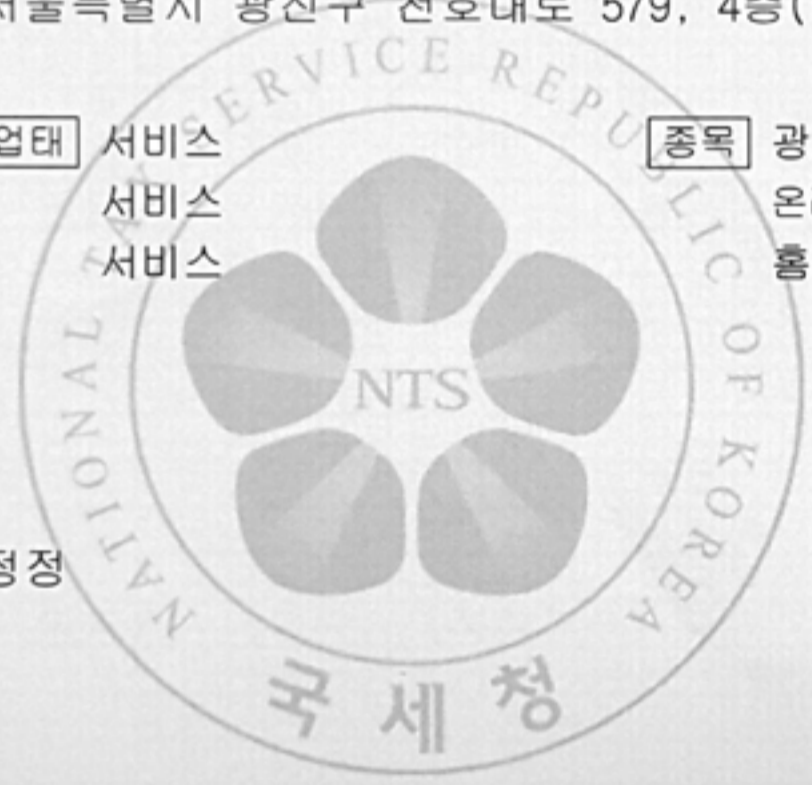 서울특별시 광진구 천호대로 579, 4층(
업태 서비스 종목 광
서비스 온
서비스 홍
NATIONAL TAX SERVICE REPUBLIC OF KOREA
NTS
정정
국세청